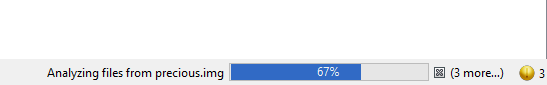 Analyzing files from precious.img 67% (3 more...) 3